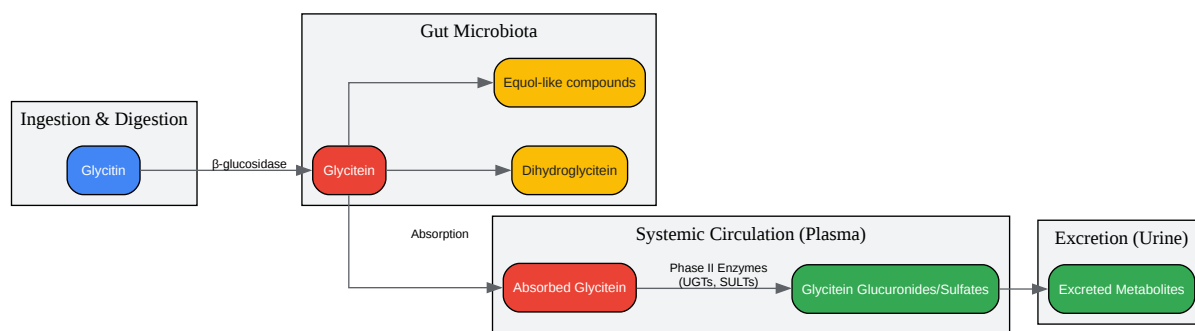 Gut Microbiota
Equol-like compounds
Ingestion & Digestion
Glycitin
β-glucosidase
Glycitein
Dihydroglycitein
Absorption
Systemic Circulation (Plasma)
Absorbed Glycitein
Phase II Enzymes
(UGTs, SULTs)
Glycitein Glucuronides/Sulfates
Excretion (Urine)
Excreted Metabolites